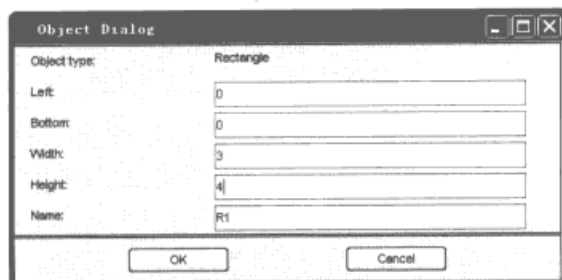 Object Dialog
Object type: Rectangle
Left: 0
Bottom: 0
Width: 3
Height: 4
Name: R1
OK Cancel